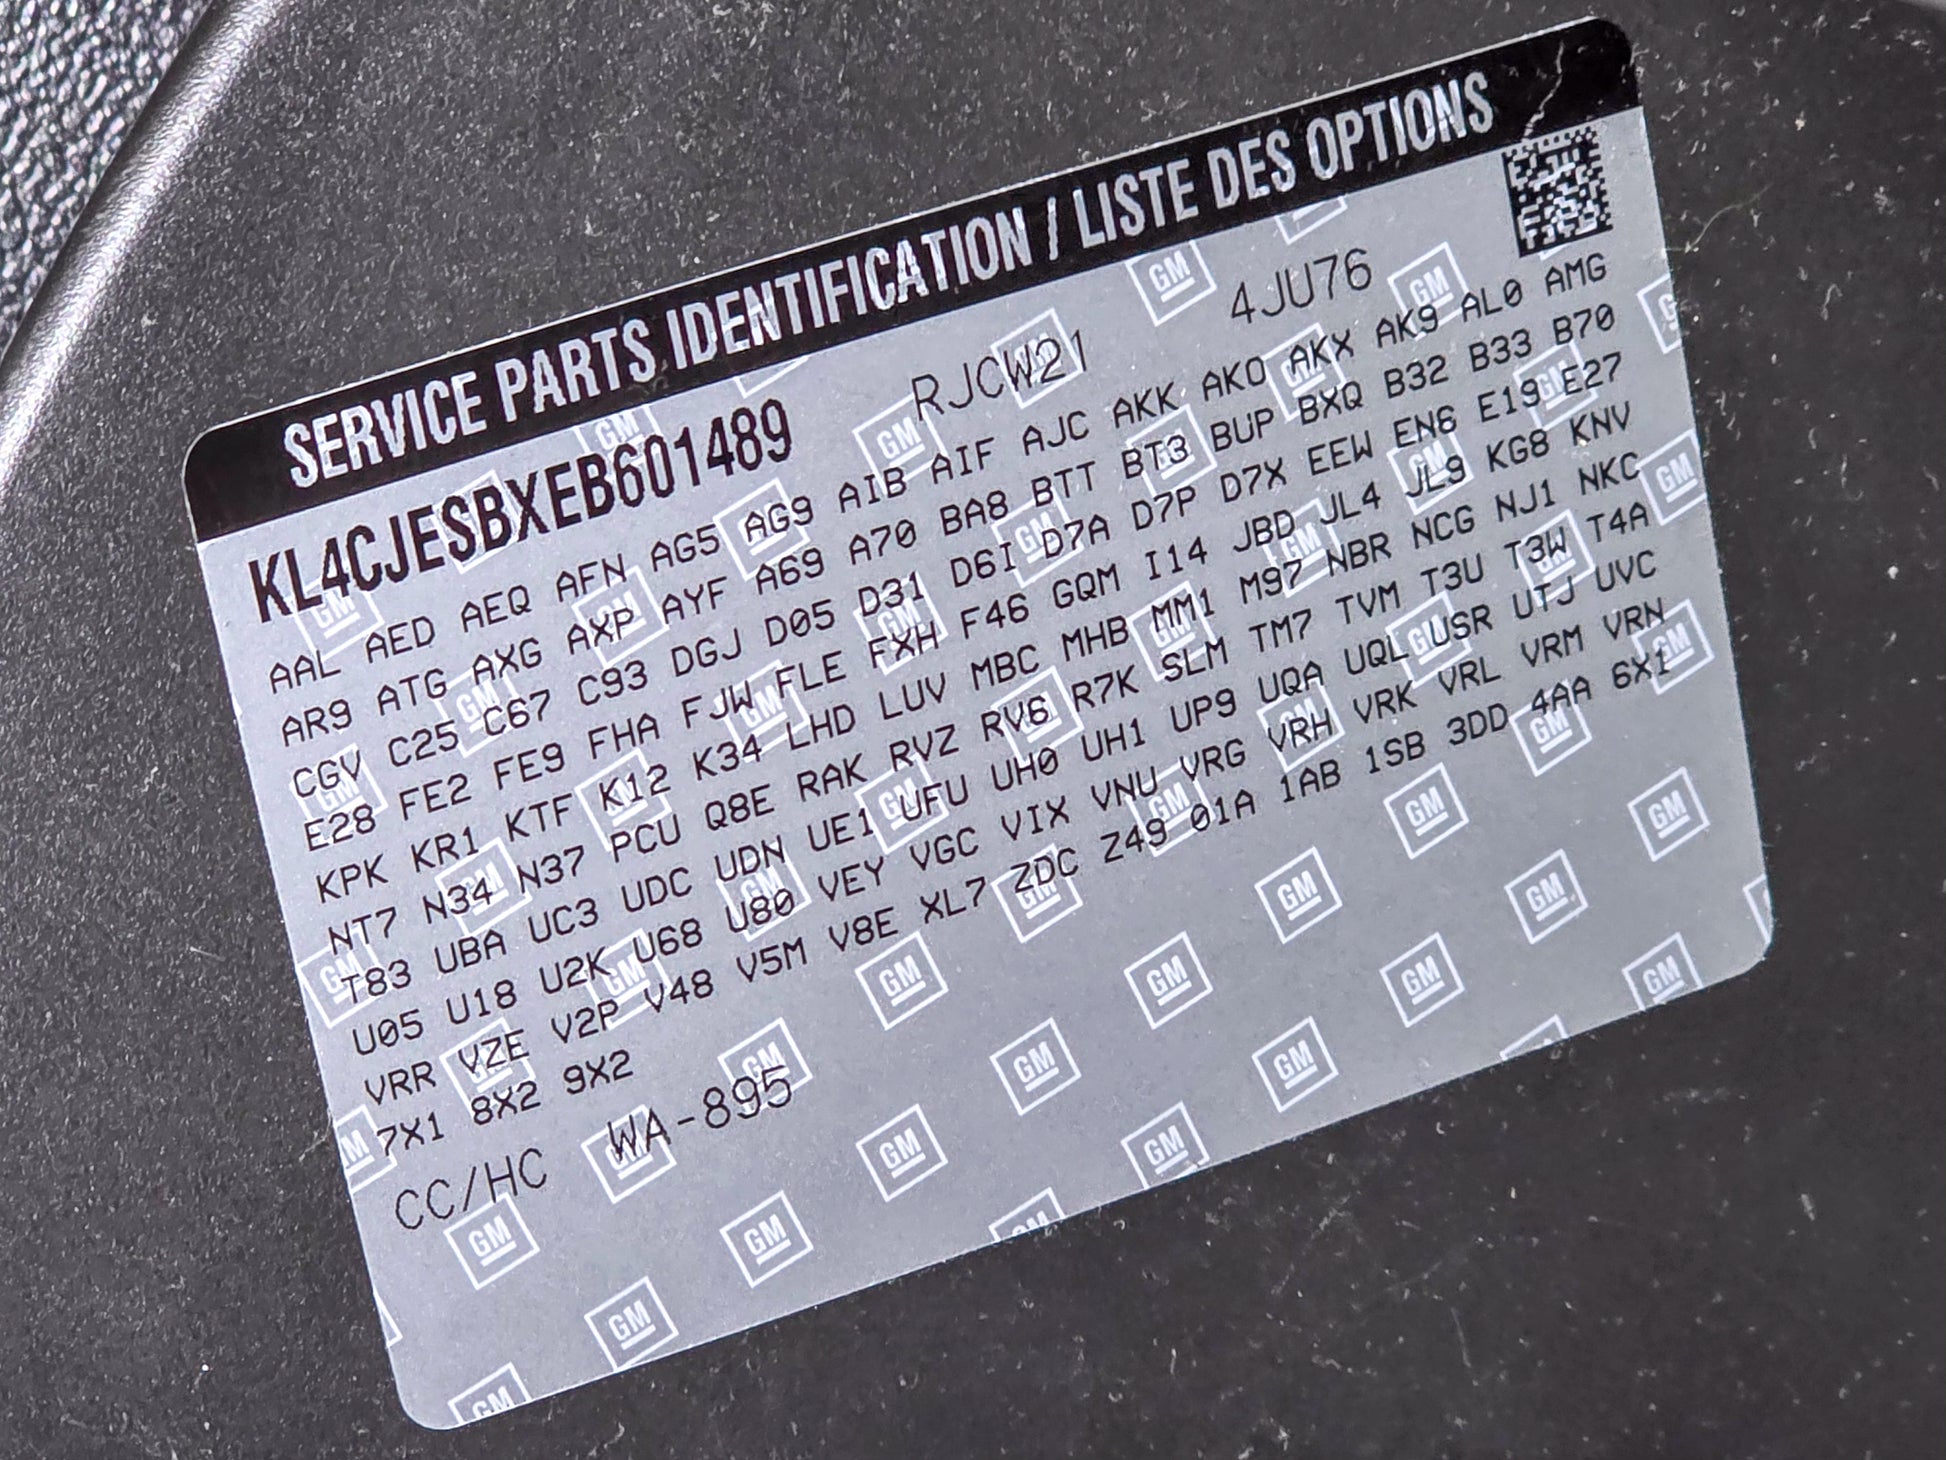 SERVICE PARTS IDENTIFICATION / LISTE DES OPTIONS
KL4CJESBXEB601489 RJCW21 4JU76
AAL AED AEQ AFN AG5 AG9 AIB AIF AJC AKK AKO AKX AK9 AL0 AMG
AR9 ATG AXG AXP AYF A69 A70 BA8 BTT BT3 BUP BXQ B32 B33 B70
CGV C25 C67 C93 DGJ D05 D31 D6I D7A D7P D7X EEW EN6 E19 E27
E28 FE2 FE9 FHA FJW FLE FXH F46 GQM I14 JBD JL4 JL9 KG8 KNV
KPK KR1 KTF K12 K34 LHD LUV MBC MHB MM1 M97 NBR NCG NJ1 NKC
NT7 N34 N37 PCU Q8E RAK RVZ RV6 R7K SLM TM7 TVM T3U T3W T4A
T83 UBA UC3 UDC UDN UE1 UFU UH0 UH1 UP9 UQA UQL USR UTJ UVC
U05 U18 U2K U68 U80 VEY VGC VIX VNU VRG VRH VRK VRL VRM VRN
VRR VZE V2P V48 V5M V8E XL7 ZDC Z49 01A 1AB 1SB 3DD 4AA 6X1
7X1 8X2 9X2
CC/HC WA-895
GM